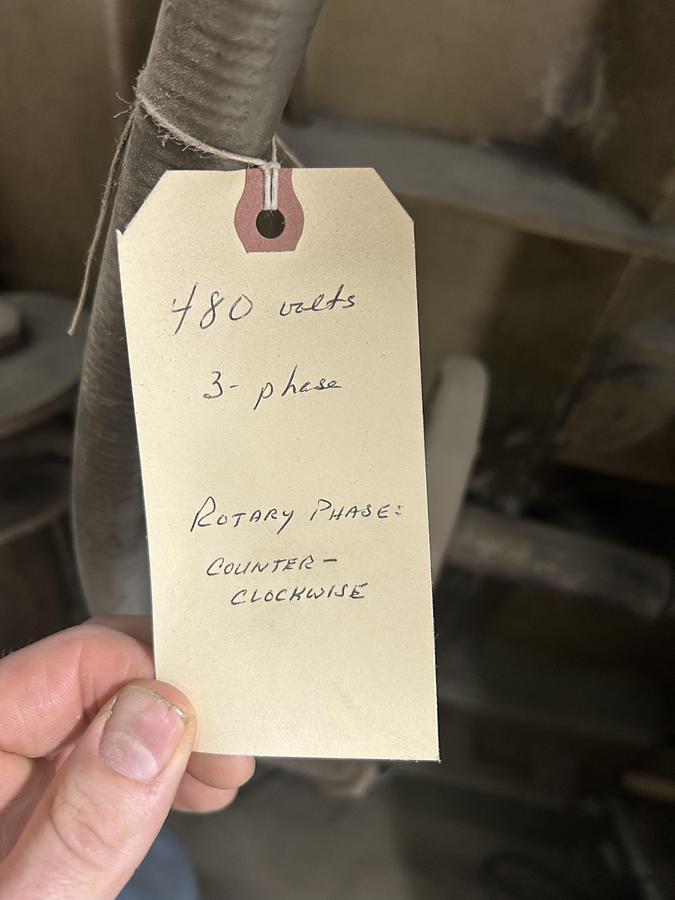 480 volts
3-phase
ROTARY PHASE:
COUNTER-
CLOCKWISE